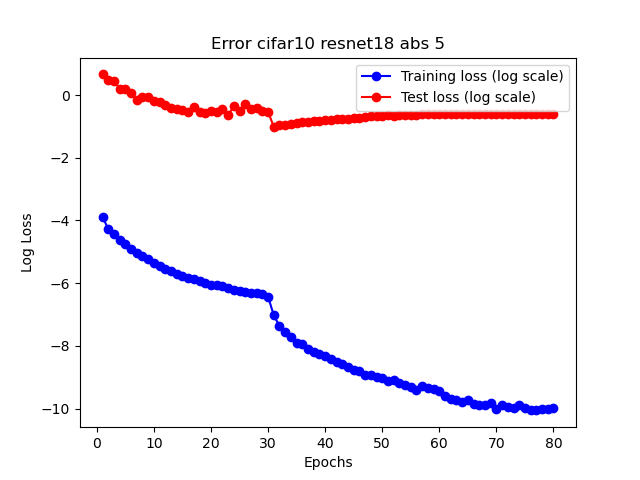 Error cifar10 resnet18 abs 5
Training loss (log scale)
Test loss (log scale)
Log Loss
0
−2
−4
−6
−8
−10
0 10 20 30 40 50 60 70 80
Epochs